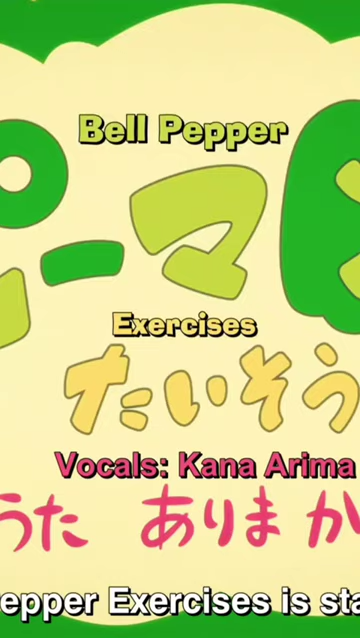 Bell Pepper
ピーマ
Exercises
たいそう
Vocals: Kana Arima
うた ありま か
epper Exercises is sta